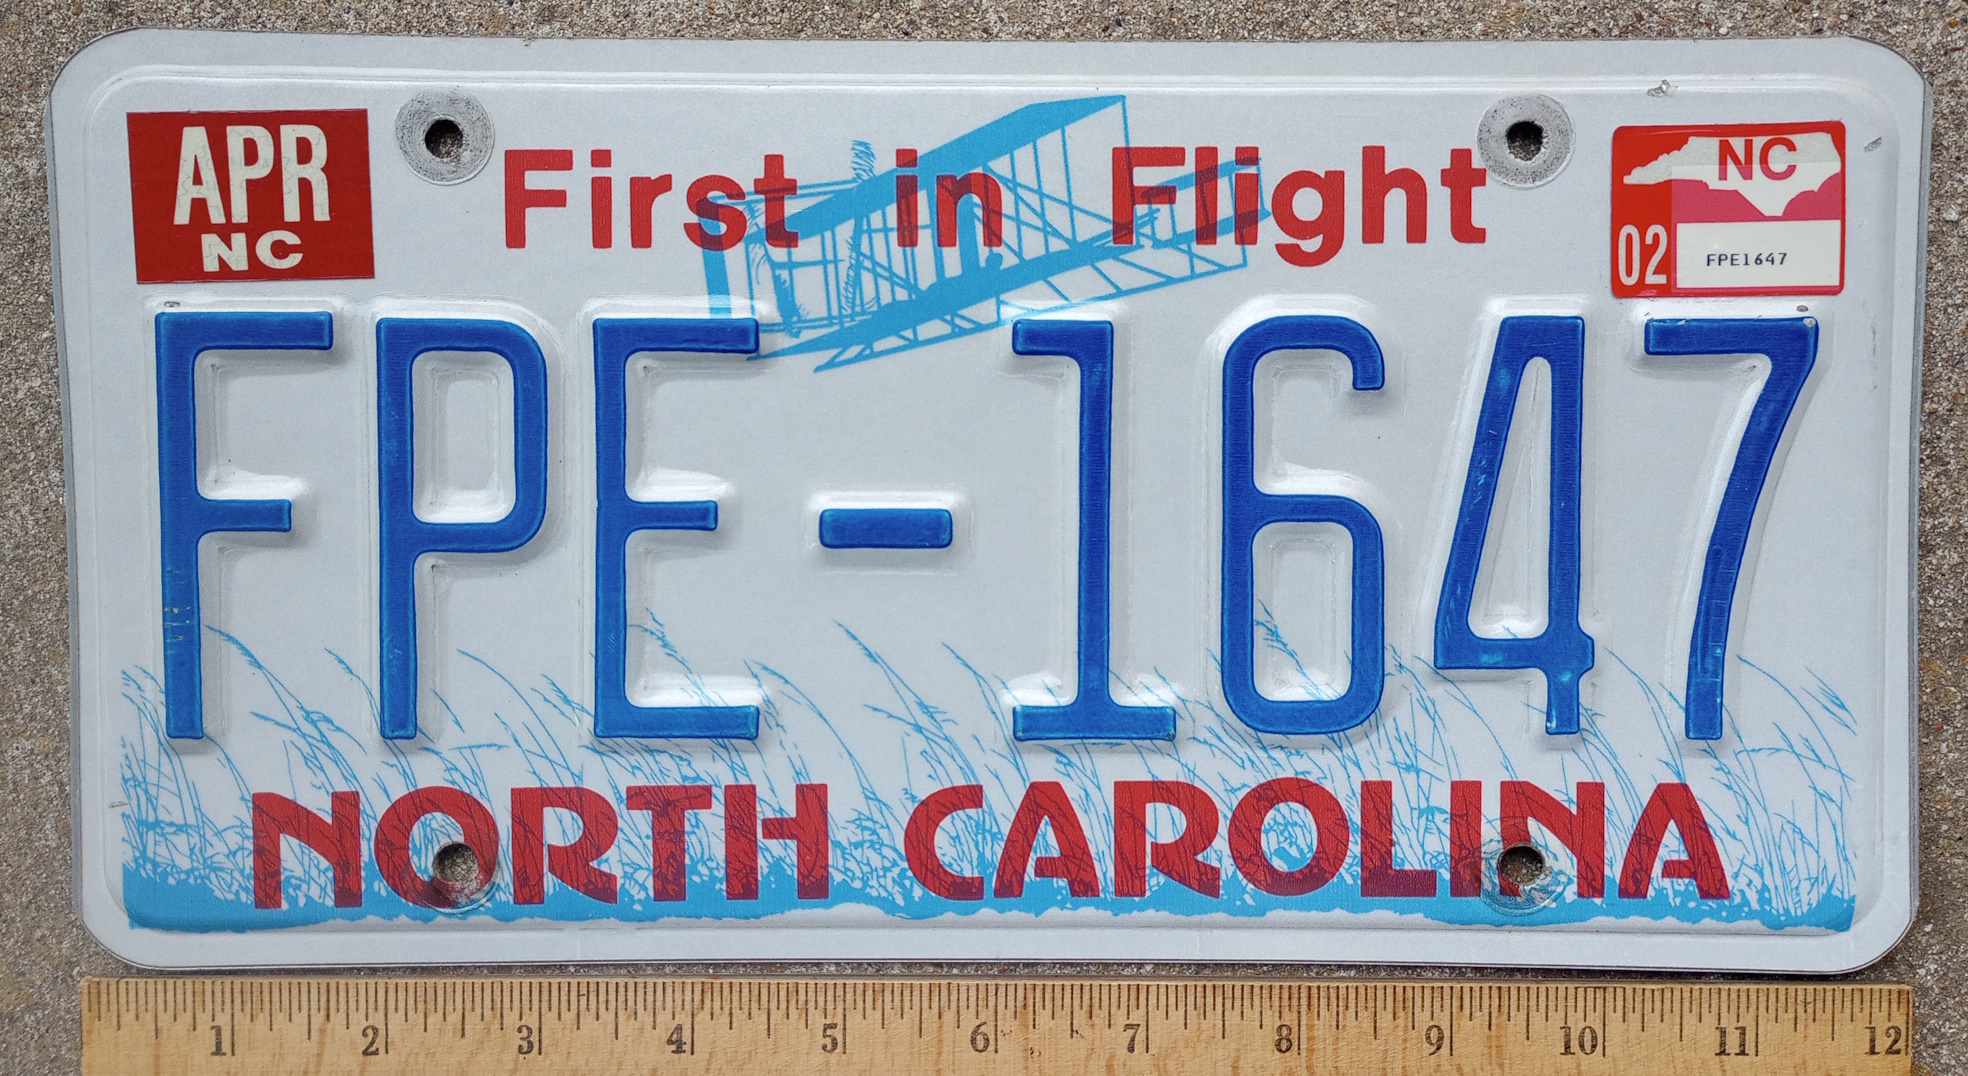 APR
NC
First in Flight
NC
02
FPE1647
FPE-1647
NORTH CAROLINA
1 2 3 4 5 6 7 8 9 10 11 12